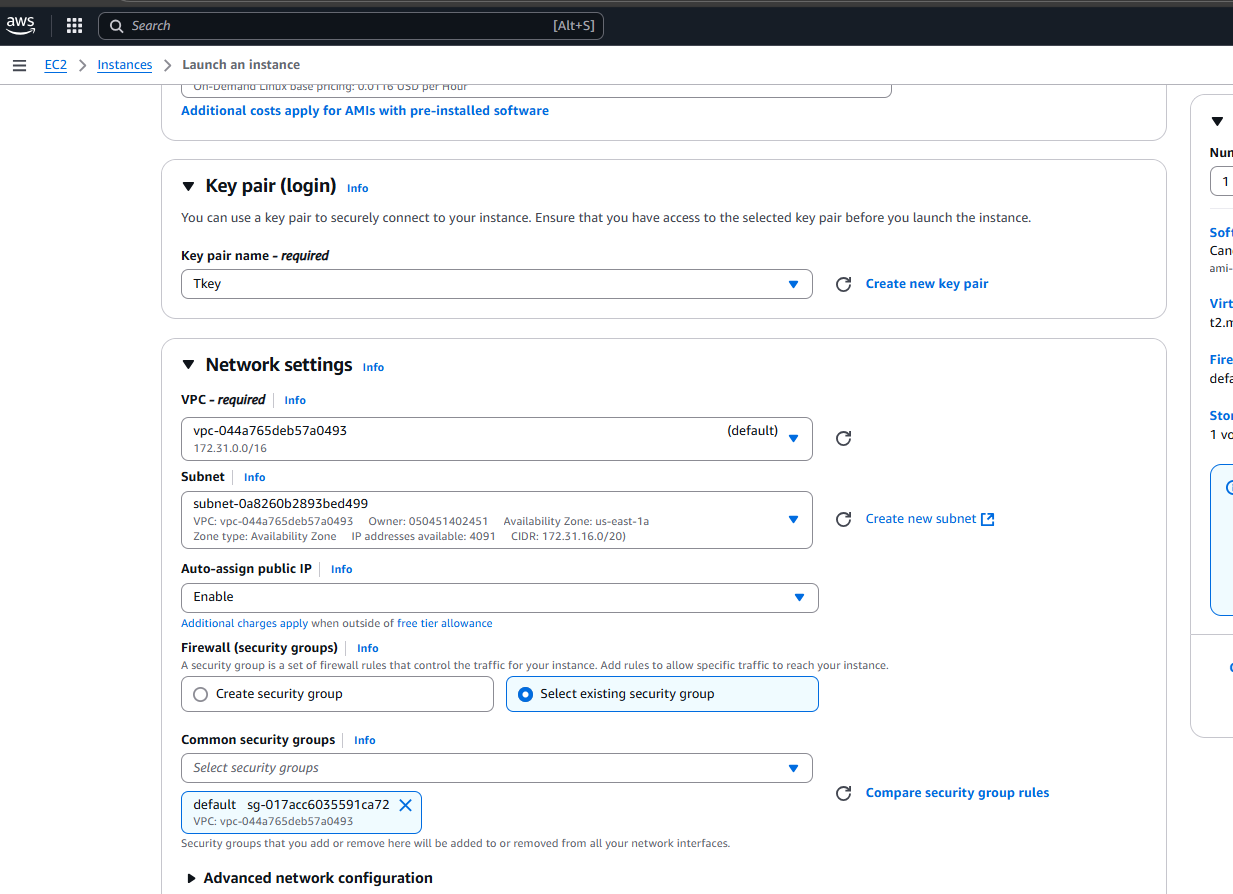 aws
Search [Alt+S]
EC2 Instances Launch an instance
On-Demand Linux base pricing: 0.0116 USD per Hour
Additional costs apply for AMIs with pre-installed software
Key pair (login) Info
You can use a key pair to securely connect to your instance. Ensure that you have access to the selected key pair before you launch the instance.
Key pair name - required
Tkey
Create new key pair
Network settings Info
VPC - required Info
vpc-044a765deb57a0493 (default)
172.31.0.0/16
Subnet Info
subnet-0a8260b2893bed499
VPC: vpc-044a765deb57a0493 Owner: 050451402451 Availability Zone: us-east-1a
Zone type: Availability Zone IP addresses available: 4091 CIDR: 172.31.16.0/20)
Create new subnet
Auto-assign public IP Info
Enable
Additional charges apply when outside of free tier allowance
Firewall (security groups) Info
A security group is a set of firewall rules that control the traffic for your instance. Add rules to allow specific traffic to reach your instance.
Create security group
Select existing security group
Common security groups Info
Select security groups
default sg-017acc6035591ca72
VPC: vpc-044a765deb57a0493
Compare security group rules
Security groups that you add or remove here will be added to or removed from all your network interfaces.
Advanced network configuration
1
ami-
1 vo